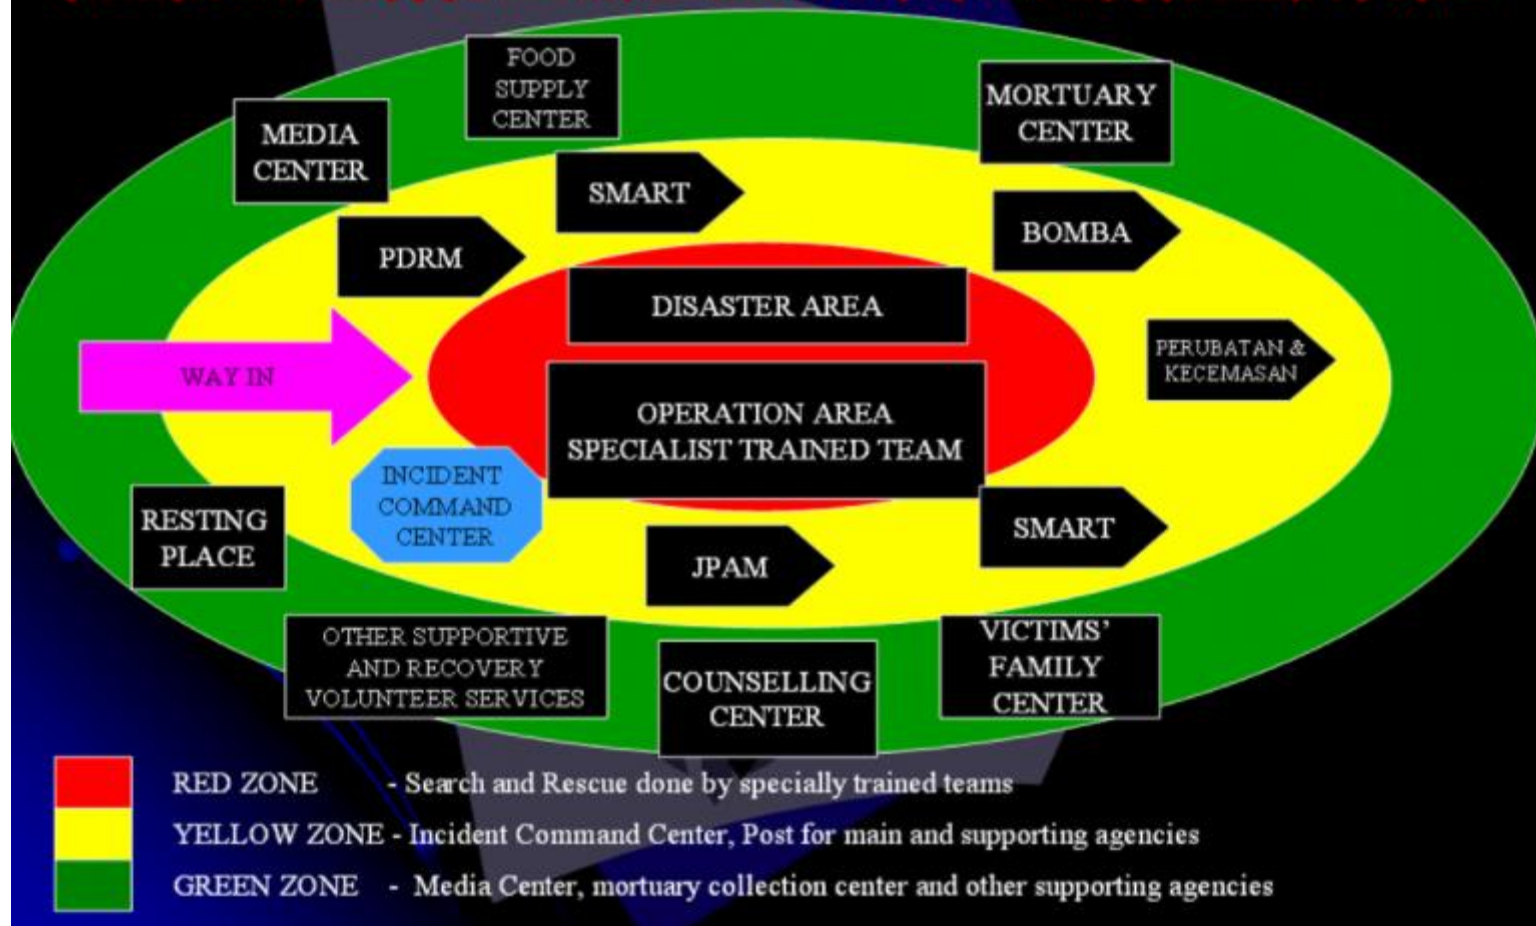 FOOD
SUPPLY
CENTER
MORTUARY
CENTER
MEDIA
CENTER
SMART
BOMBA
PDRM
DISASTER AREA
PERUBATAN &
KECEMASAN
WAY IN
OPERATION AREA
SPECIALIST TRAINED TEAM
INCIDENT
COMMAND
CENTER
RESTING
PLACE
SMART
JPAM
OTHER SUPPORTIVE
AND RECOVERY
VOLUNTEER SERVICES
COUNSELLING
CENTER
VICTIMS'
FAMILY
CENTER
RED ZONE - Search and Rescue done by specially trained teams
YELLOW ZONE - Incident Command Center, Post for main and supporting agencies
GREEN ZONE - Media Center, mortuary collection center and other supporting agencies